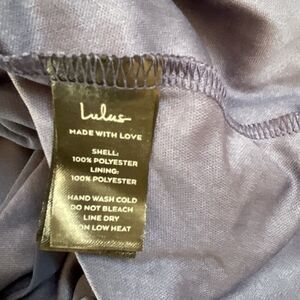 Lulus
MADE WITH LOVE
SHELL:
100% POLYESTER
LINING:
100% POLYESTER
HAND WASH COLD
DO NOT BLEACH
LINE DRY
IRON LOW HEAT